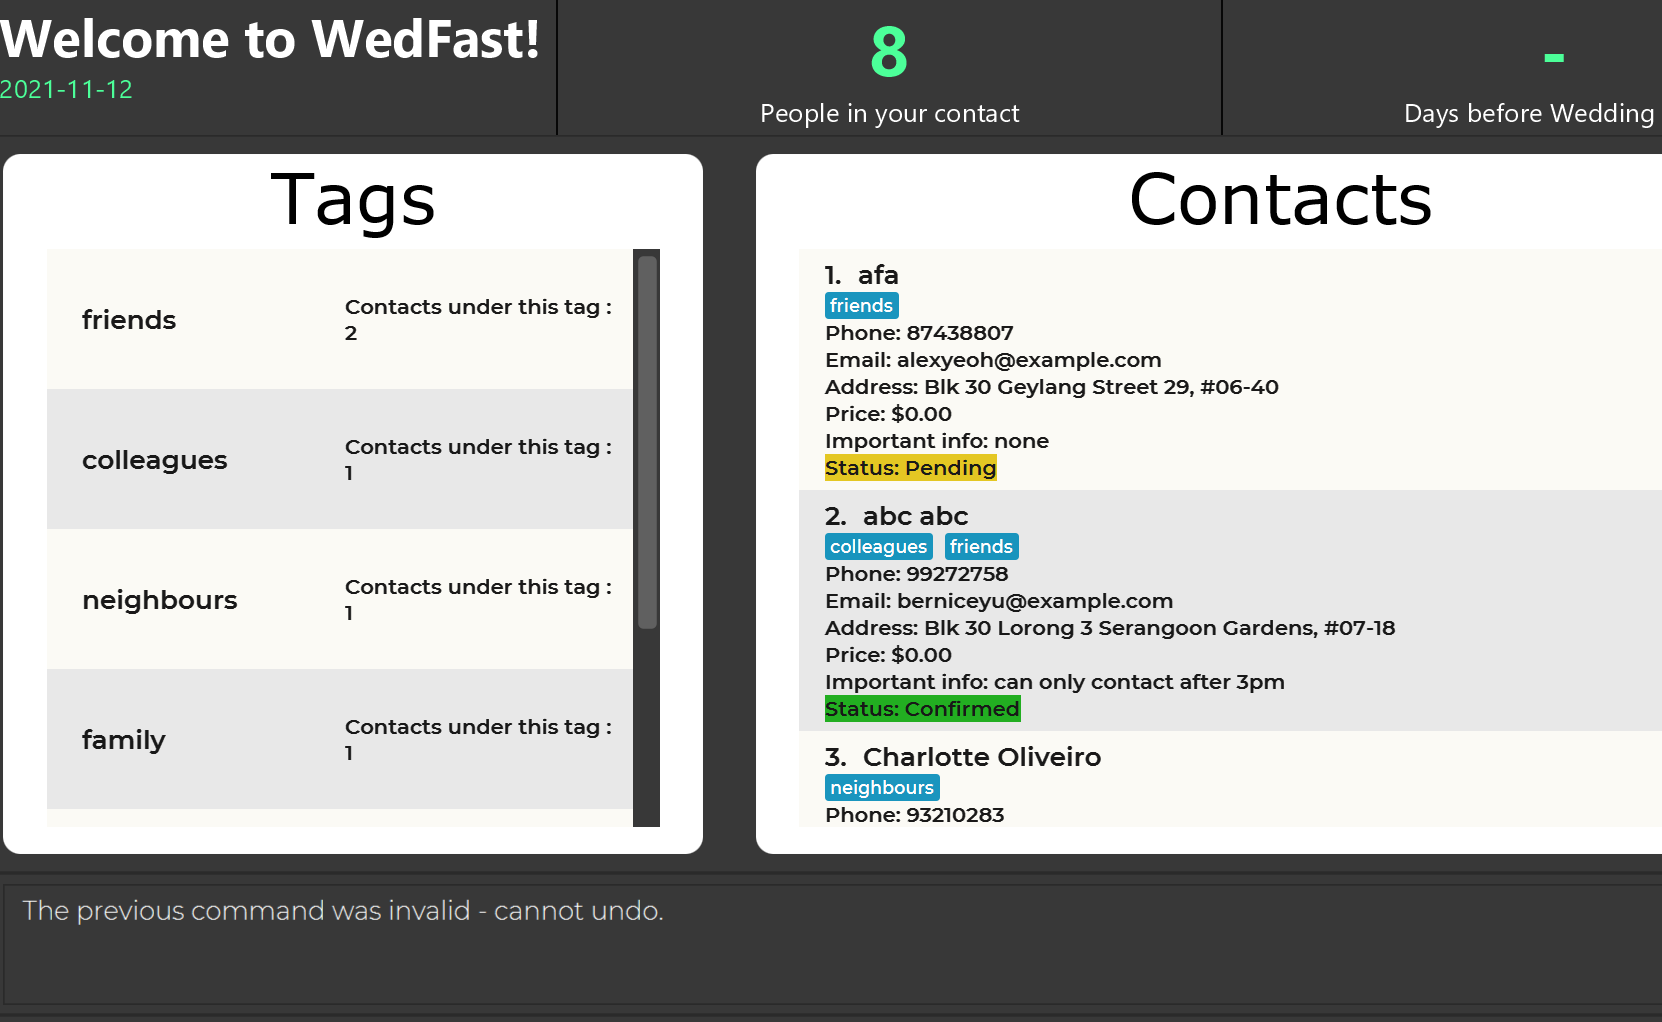 Welcome to WedFast!
2021-11-12
8
People in your contact
-
Days before Wedding
Tags
friends
Contacts under this tag :
2
colleagues
Contacts under this tag :
1
neighbours
Contacts under this tag :
1
family
Contacts under this tag :
1
Contacts
1. afa
friends
Phone: 87438807
Email: alexyeoh@example.com
Address: Blk 30 Geylang Street 29, #06-40
Price: $0.00
Important info: none
Status: Pending
2. abc abc
colleagues friends
Phone: 99272758
Email: berniceyu@example.com
Address: Blk 30 Lorong 3 Serangoon Gardens, #07-18
Price: $0.00
Important info: can only contact after 3pm
Status: Confirmed
3. Charlotte Oliveiro
neighbours
Phone: 93210283
The previous command was invalid - cannot undo.